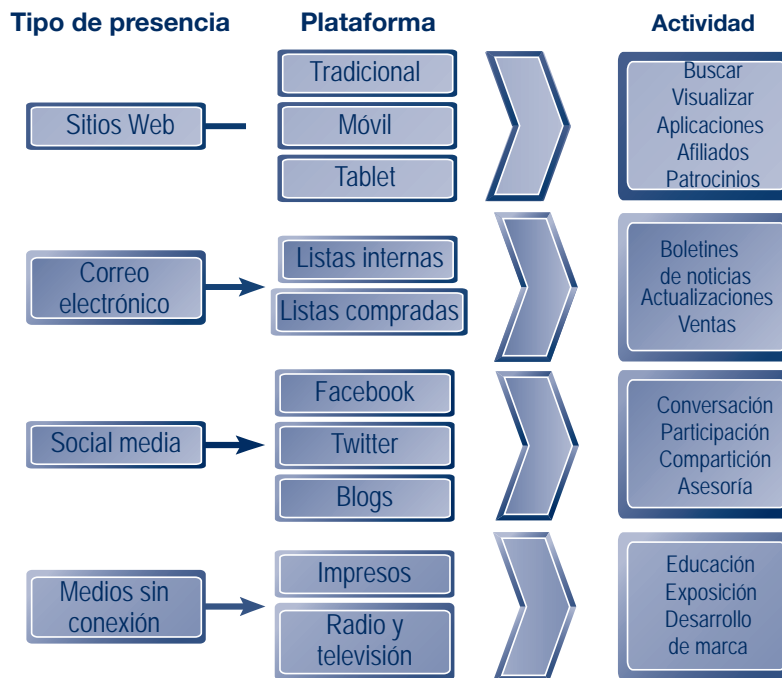 Tipo de presencia
Plataforma
Actividad
Sitios Web
Tradicional
Móvil
Tablet
Buscar
Visualizar
Aplicaciones
Afiliados
Patrocinios
Correo
electrónico
Listas internas
Listas compradas
Boletines
de noticias
Actualizaciones
Ventas
Social media
Facebook
Twitter
Blogs
Conversación
Participación
Compartición
Asesoría
Medios sin
conexión
Impresos
Radio y
televisión
Educación
Exposición
Desarrollo
de marca